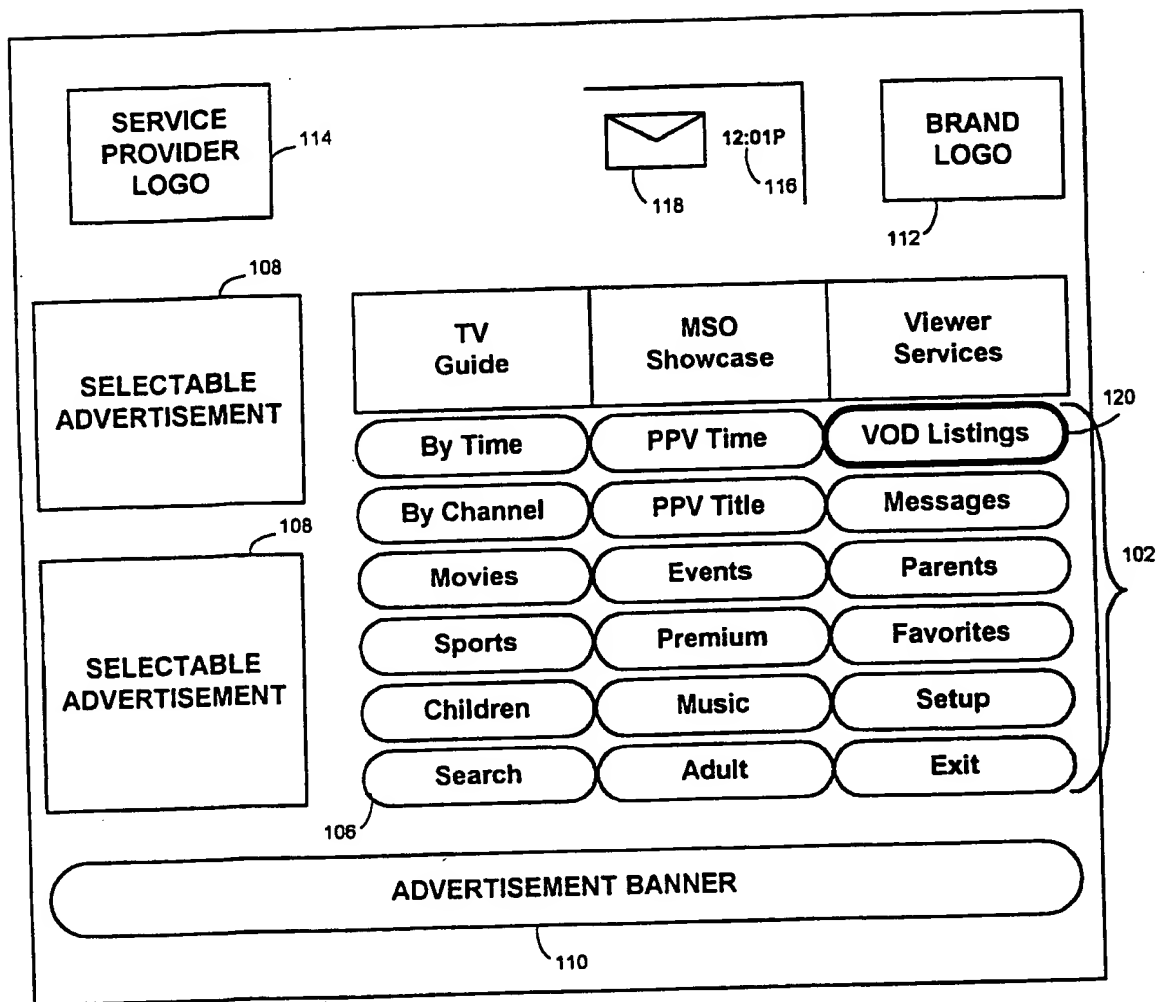 SERVICE
PROVIDER
LOGO
114
12:01P
118
116
BRAND
LOGO
112
108
SELECTABLE
ADVERTISEMENT
108
SELECTABLE
ADVERTISEMENT
TV
Guide
MSO
Showcase
Viewer
Services
By Time
PPV Time
VOD Listings
120
By Channel
PPV Title
Messages
Movies
Events
Parents
102
Sports
Premium
Favorites
Children
Music
Setup
Search
Adult
Exit
106
ADVERTISEMENT BANNER
110